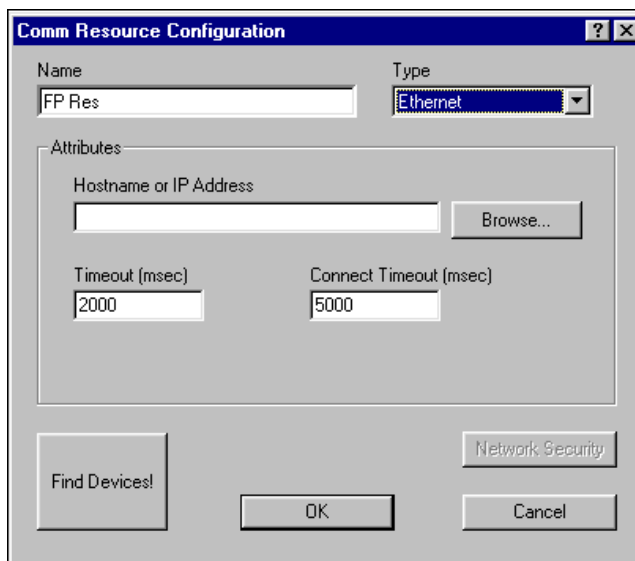 Comm Resource Configuration
Name Type
FP Res Ethernet
Attributes
Hostname or IP Address
Browse...
Timeout (msec) Connect Timeout (msec)
2000 5000
Network Security
Find Devices!
OK Cancel